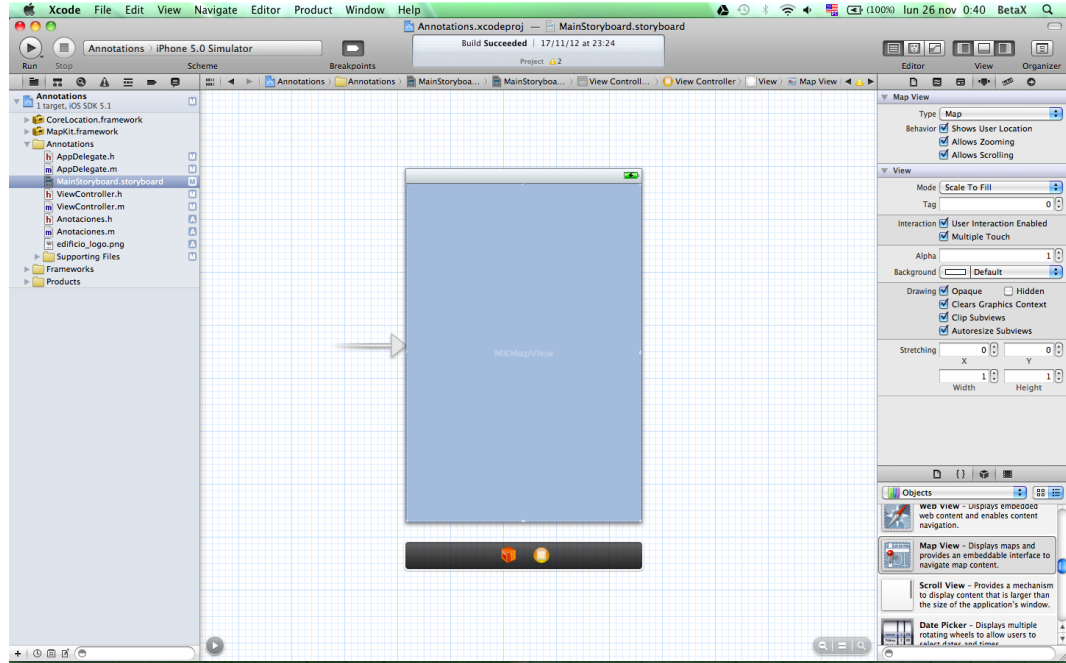 Xcode File Edit View Navigate Editor Product Window Help (100%) lun 26 nov 0:40 BetaX
Annotations.xcodeproj — MainStoryboard.storyboard
Annotations iPhone 5.0 Simulator
Build Succeeded | 17/11/12 at 23:24
Project 2
Run Stop Scheme Breakpoints Editor View Organizer
Annotations Annotations MainStoryboa... MainStoryboa... View Controll... View Controller View Map View
Annotations M
1 target, iOS SDK 5.1
CoreLocation.framework
MapKit.framework
Annotations
h AppDelegate.h M
m AppDelegate.m M
MainStoryboard.storyboard M
h ViewController.h M
m ViewController.m M
h Anotaciones.h A
m Anotaciones.m A
edificio_logo.png A
Supporting Files M
Frameworks
Products
MKMapView
Map View
Type Map
Behavior Shows User Location
Allows Zooming
Allows Scrolling
View
Mode Scale To Fill
Tag 0
Interaction User Interaction Enabled
Multiple Touch
Alpha 1
Background Default
Drawing Opaque Hidden
Clears Graphics Context
Clip Subviews
Autoresize Subviews
Stretching 0 0
X Y
1 1
Width Height
{}
Objects
Web View – Displays embedded
web content and enables content
navigation.
Map View – Displays maps and
provides an embeddable interface to
navigate map content.
Scroll View – Provides a mechanism
to display content that is larger than
the size of the application's window.
Date Picker – Displays multiple
rotating wheels to allow users to
select dates and times.